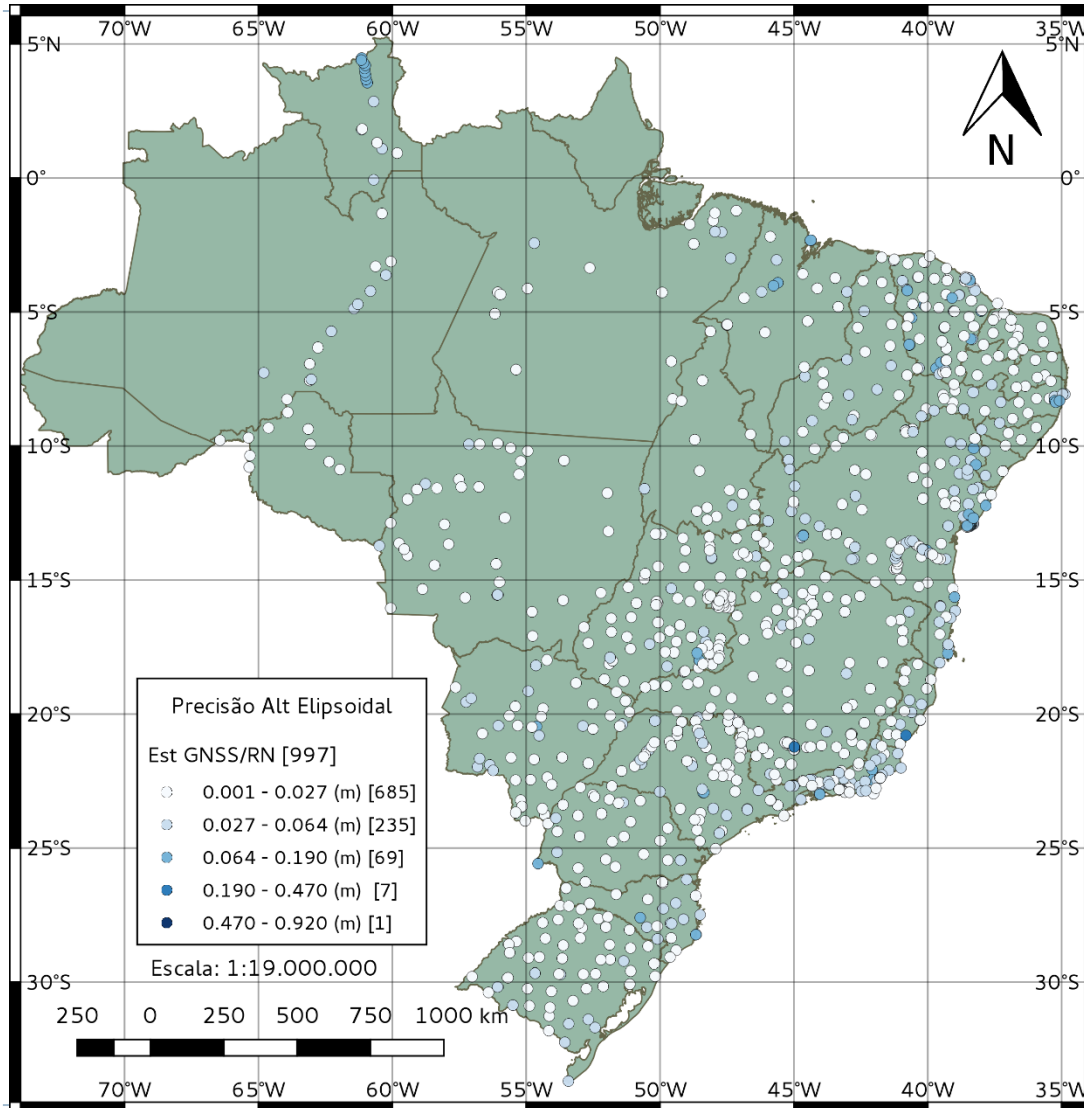 70°W 65°W 60°W 55°W 50°W 45°W 40°W 35°W
5°N 5°N
N
0° 0°
5°S 5°S
10°S 10°S
15°S 15°S
20°S 20°S
25°S 25°S
30°S 30°S
Precisão Alt Elipsoidal
Est GNSS/RN [997]
0.001 - 0.027 (m) [685]
0.027 - 0.064 (m) [235]
0.064 - 0.190 (m) [69]
0.190 - 0.470 (m) [7]
0.470 - 0.920 (m) [1]
Escala: 1:19.000.000
250 0 250 500 750 1000 km
70°W 65°W 60°W 55°W 50°W 45°W 40°W 35°W